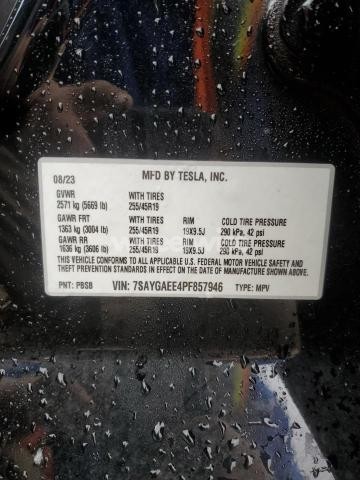 08/23 MFD BY TESLA, INC.
GVWR WITH TIRES
2571 kg (5669 lb) 255/45R19
GAWR FRT WITH TIRES RIM COLD TIRE PRESSURE
1363 kg (3004 lb) 255/45R19 19X9.5J 290 kPa, 42 psi
GAWR RR WITH TIRES RIM COLD TIRE PRESSURE
1636 kg (3606 lb) 255/45R19 19X9.5J 290 kPa, 42 psi
THIS VEHICLE CONFORMS TO ALL APPLICABLE U.S. FEDERAL MOTOR VEHICLE SAFETY AND
THEFT PREVENTION STANDARDS IN EFFECT ON THE DATE OF MANUFACTURE SHOWN ABOVE.
PNT: PBSB VIN: 7SAYGAEE4PF857946 TYPE: MPV